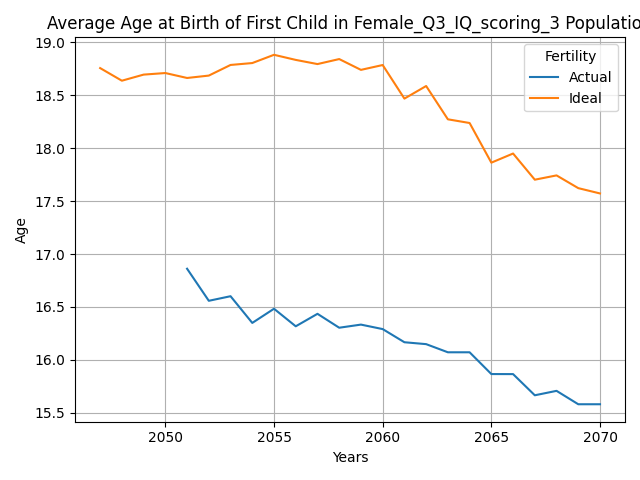 Average Age at Birth of First Child in Female_Q3_IQ_scoring_3 Populatio
19.0
18.5
18.0
17.5
17.0
16.5
16.0
15.5
Age
Fertility
Actual
Ideal
2050 2055 2060 2065 2070
Years